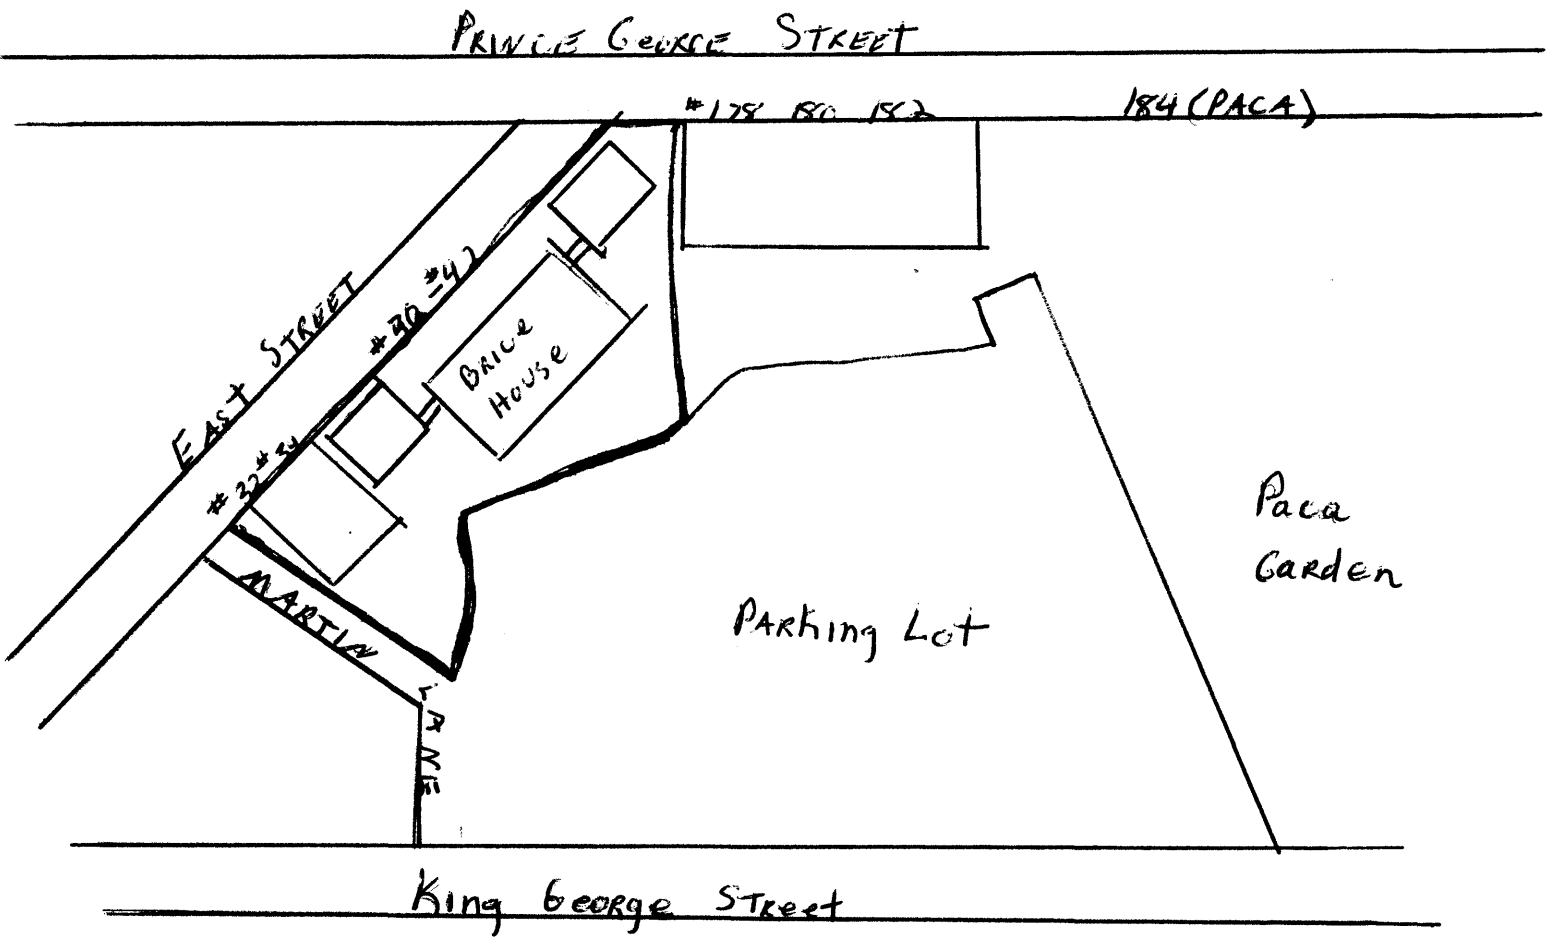 PRINCE GEORGE STREET
#178 180 182 184 (PACA)
EAST STREET
#42
#40
#34
#32
BRICE
HOUSE
MARTIN
LANE
PARKing Lot
Paca
GaRdEn
King George Street